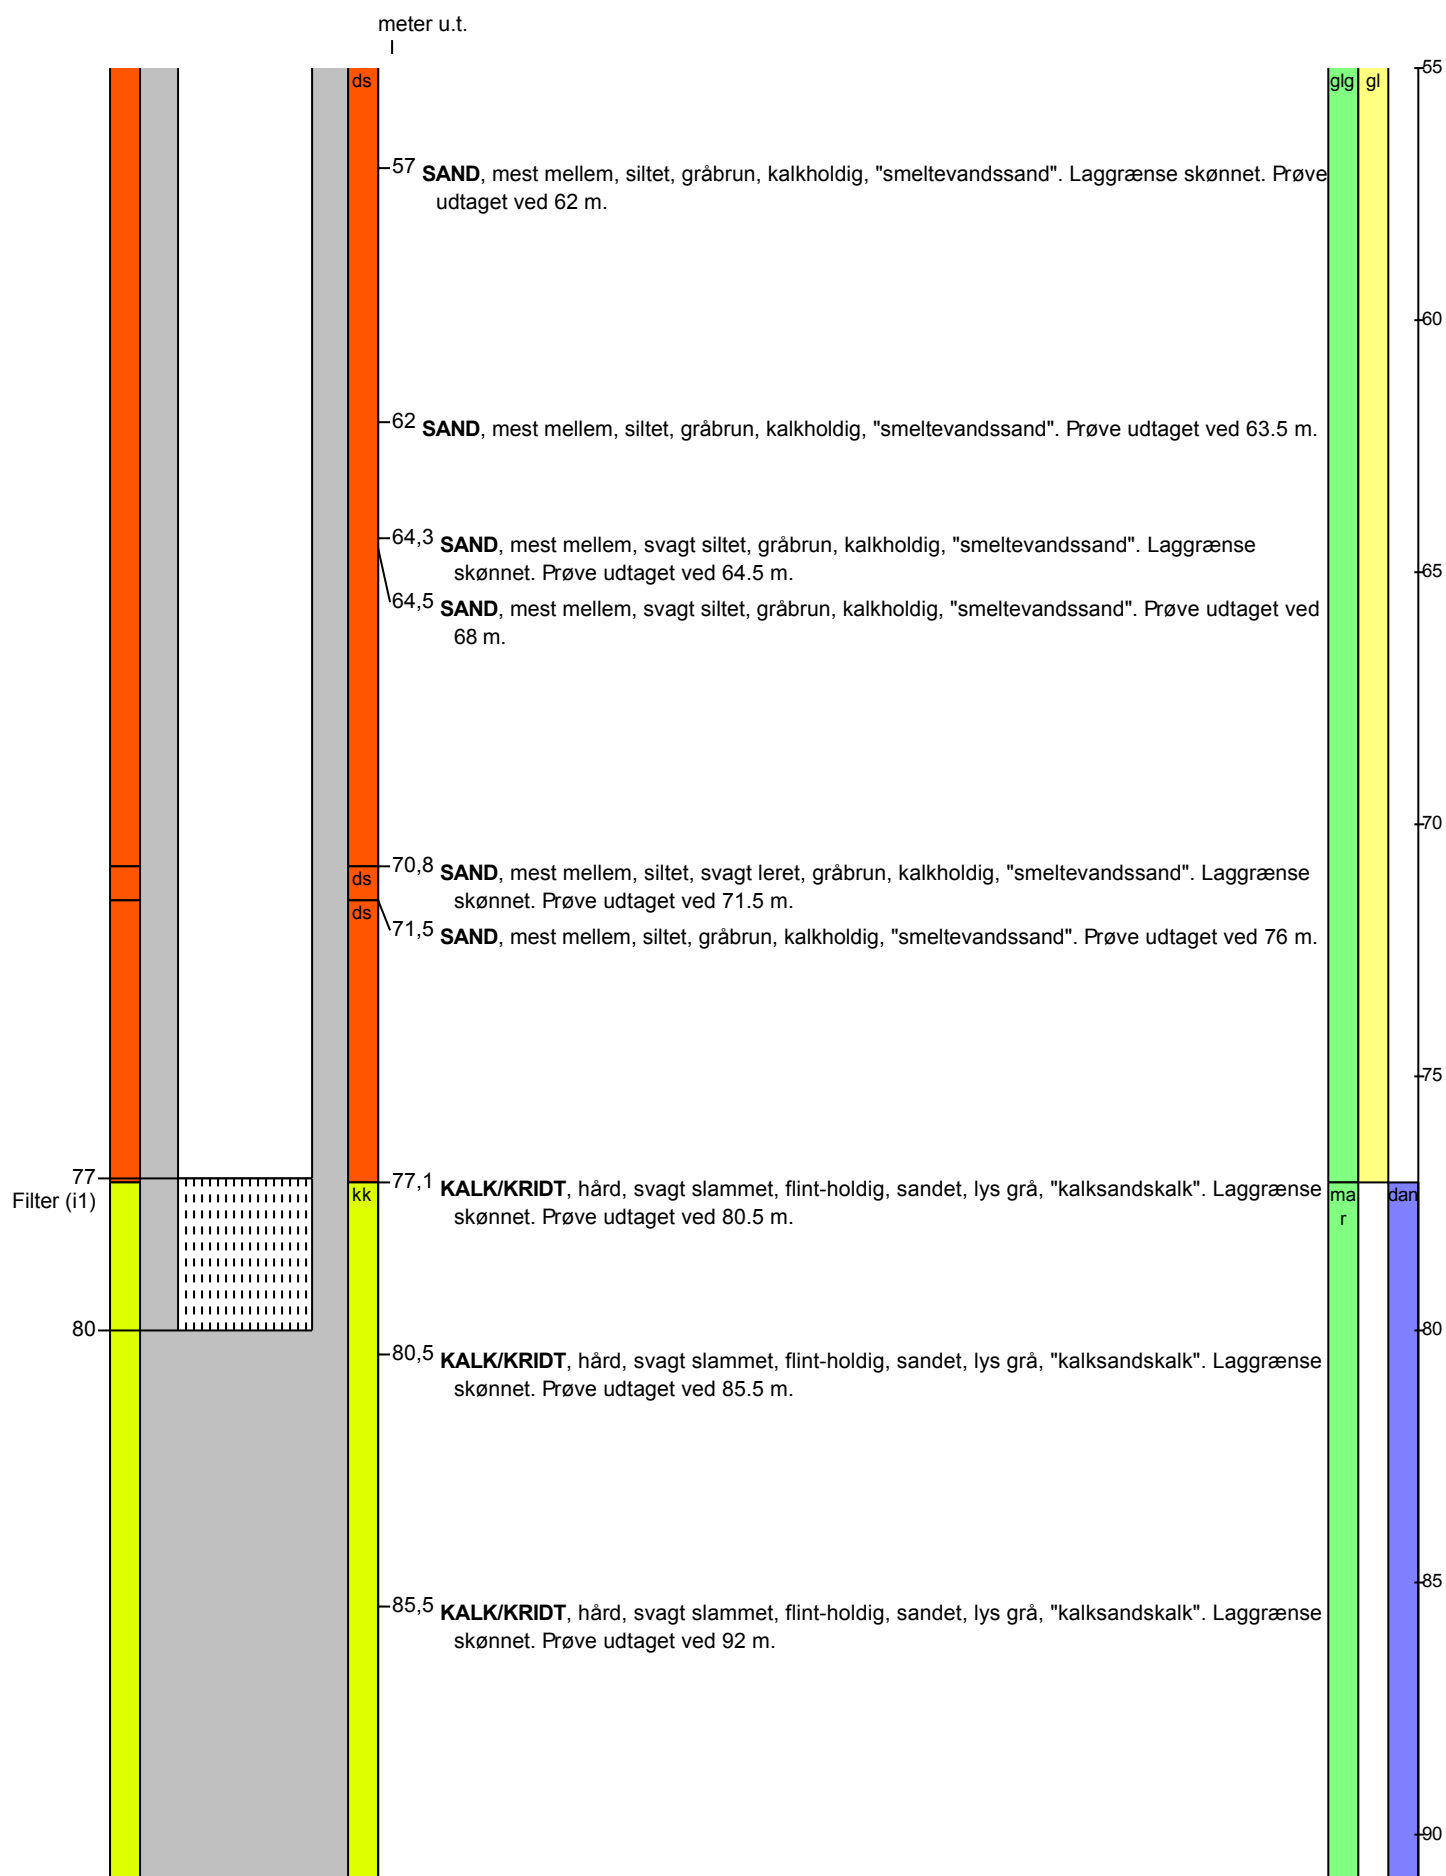 meter u.t.
ds
glg
gl
55
57 SAND, mest mellem, siltet, gråbrun, kalkholdig, "smeltevandssand". Laggrænse skønnet. Prøve
udtaget ved 62 m.
60
62 SAND, mest mellem, siltet, gråbrun, kalkholdig, "smeltevandssand". Prøve udtaget ved 63.5 m.
64,3 SAND, mest mellem, svagt siltet, gråbrun, kalkholdig, "smeltevandssand". Laggrænse
skønnet. Prøve udtaget ved 64.5 m.
65
64,5 SAND, mest mellem, svagt siltet, gråbrun, kalkholdig, "smeltevandssand". Prøve udtaget ved
68 m.
70
70,8 SAND, mest mellem, siltet, svagt leret, gråbrun, kalkholdig, "smeltevandssand". Laggrænse
ds
skønnet. Prøve udtaget ved 71.5 m.
ds
71,5 SAND, mest mellem, siltet, gråbrun, kalkholdig, "smeltevandssand". Prøve udtaget ved 76 m.
75
77
Filter (i1)
77,1 KALK/KRIDT, hård, svagt slammet, flint-holdig, sandet, lys grå, "kalksandskalk". Laggrænse
kk
skønnet. Prøve udtaget ved 80.5 m.
ma
r
dan
80
80
80,5 KALK/KRIDT, hård, svagt slammet, flint-holdig, sandet, lys grå, "kalksandskalk". Laggrænse
skønnet. Prøve udtaget ved 85.5 m.
85
85,5 KALK/KRIDT, hård, svagt slammet, flint-holdig, sandet, lys grå, "kalksandskalk". Laggrænse
skønnet. Prøve udtaget ved 92 m.
90